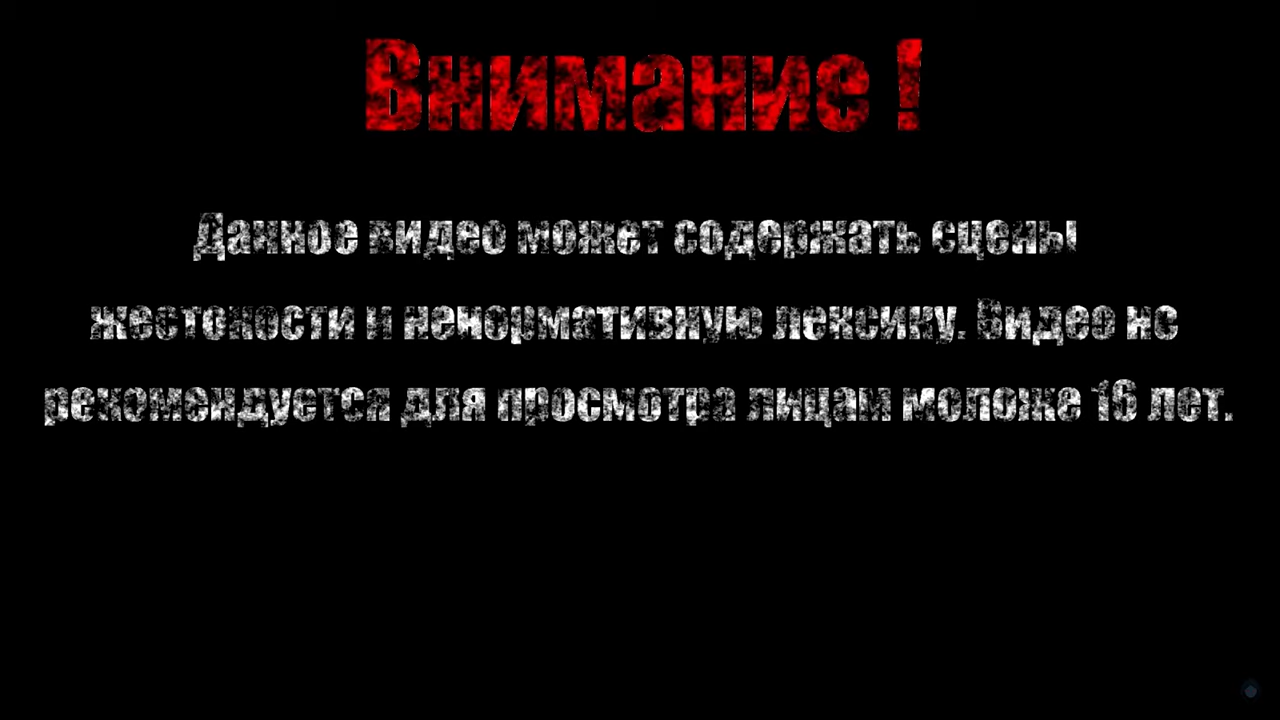 Внимание !
Данное видео может содержать сцены
жестокости и ненормативную лексику. Видео не
рекомендуется для просмотра лицам моложе 16 лет.